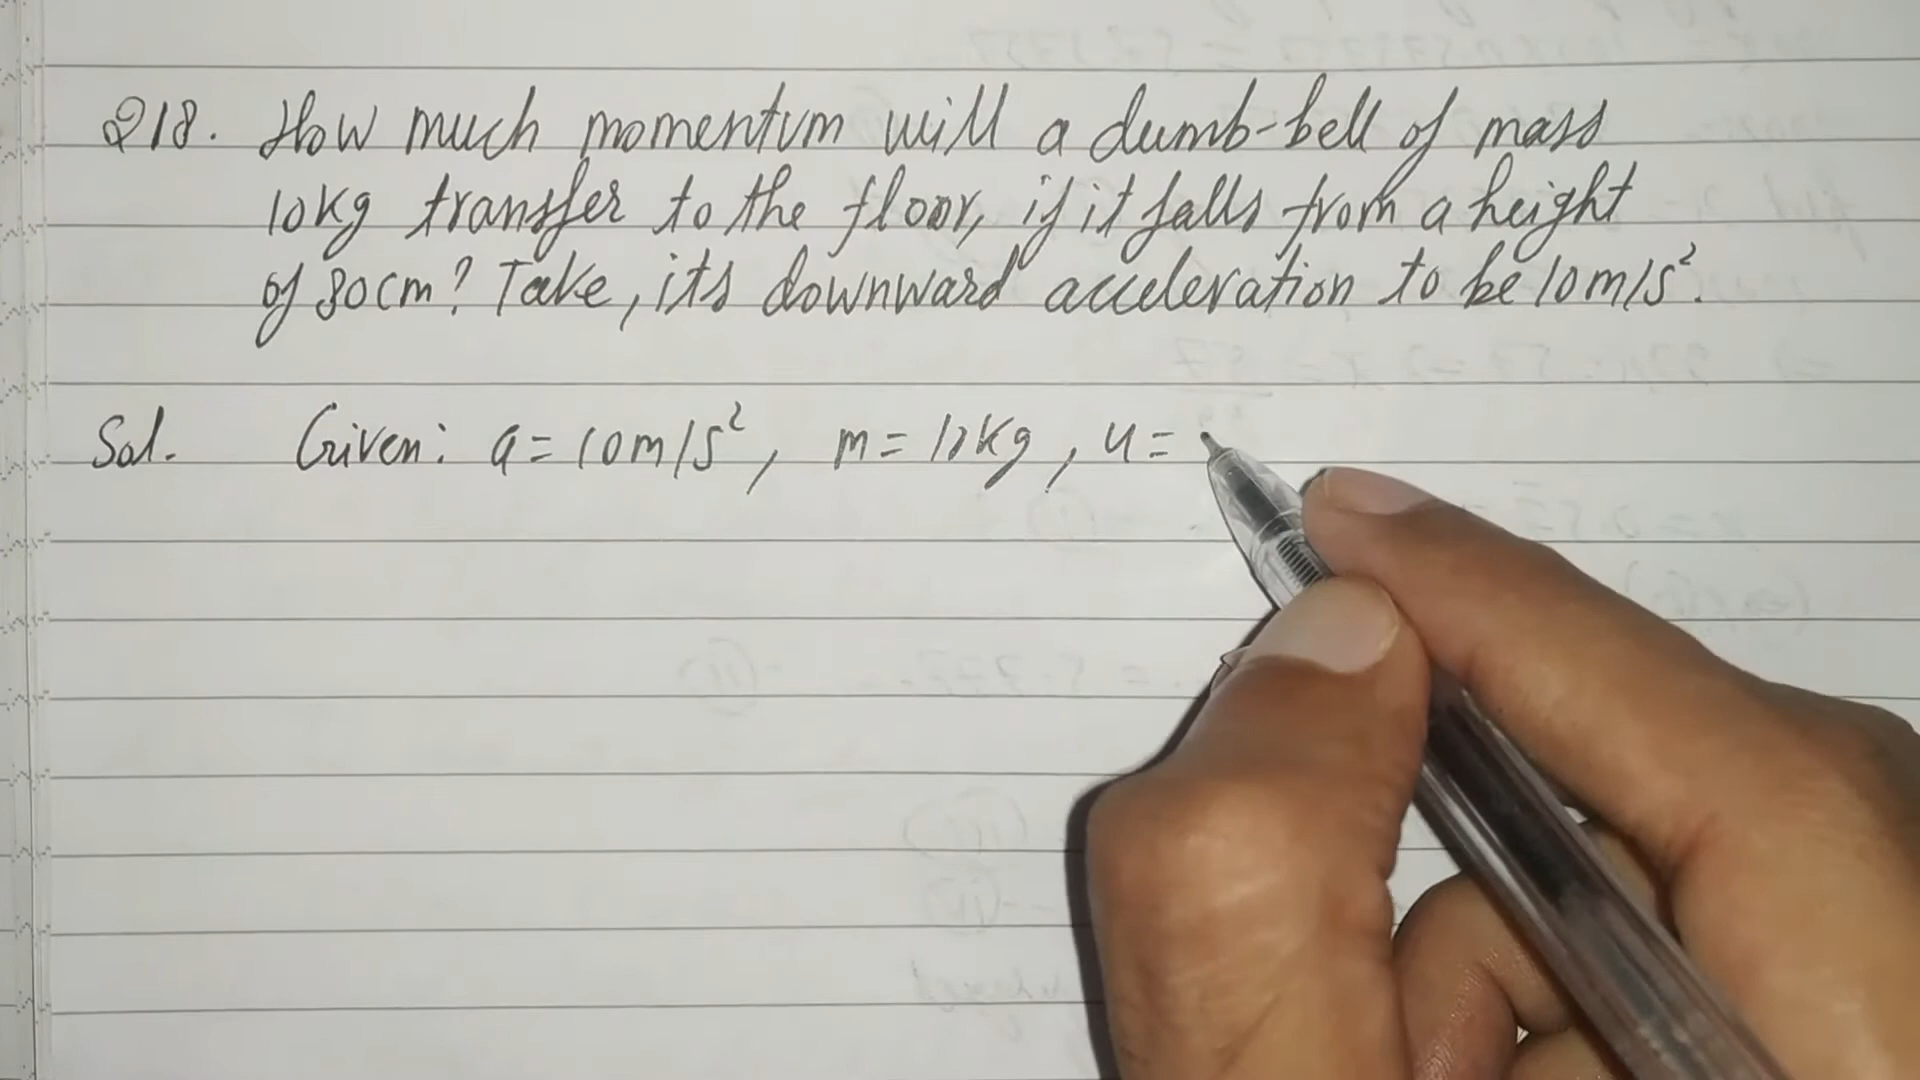 Q18. How much momentum will a dumb-bell of mass
10kg transfer to the floor, if it falls from a height
of 80cm? Take, its downward acceleration to be 10m/s².
Sol. Given: a = 10m/s², m = 10kg, u =